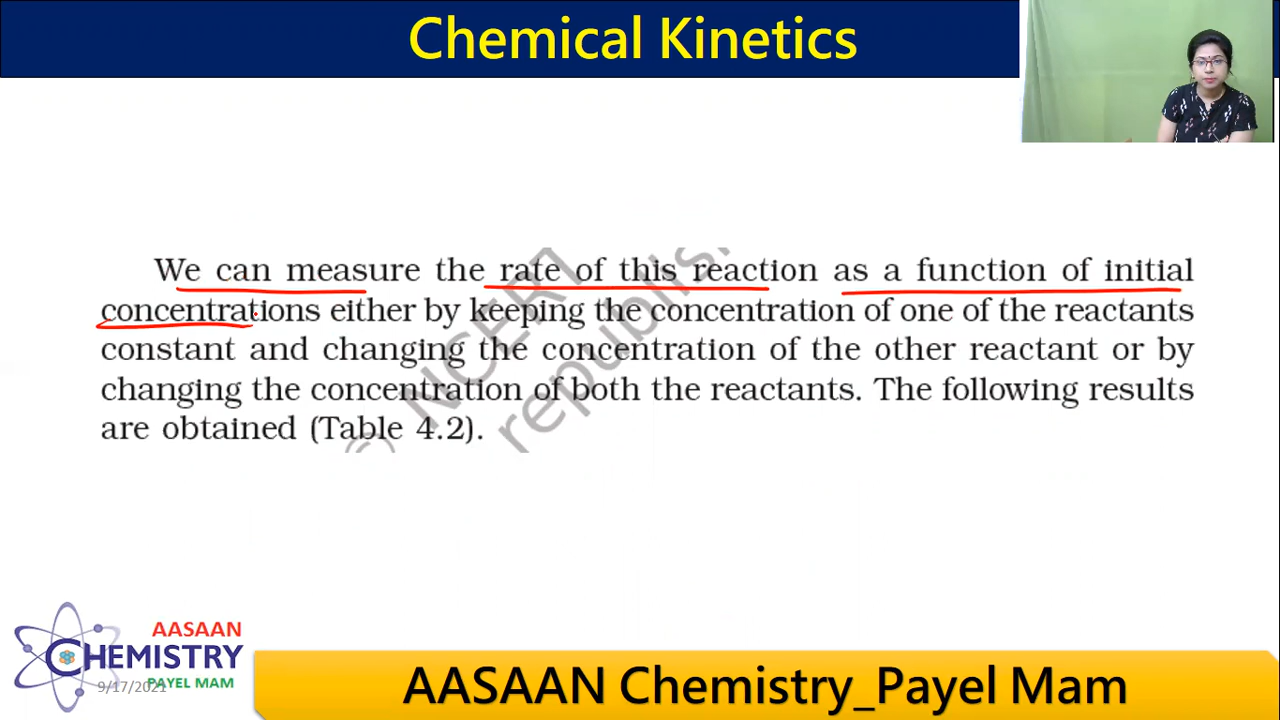 Chemical Kinetics
We can measure the rate of this reaction as a function of initial
concentrations either by keeping the concentration of one of the reactants
constant and changing the concentration of the other reactant or by
changing the concentration of both the reactants. The following results
are obtained (Table 4.2).
© NCERT
republis
AASAAN
CHEMISTRY
PAYEL MAM
9/17/2021
AASAAN Chemistry_Payel Mam